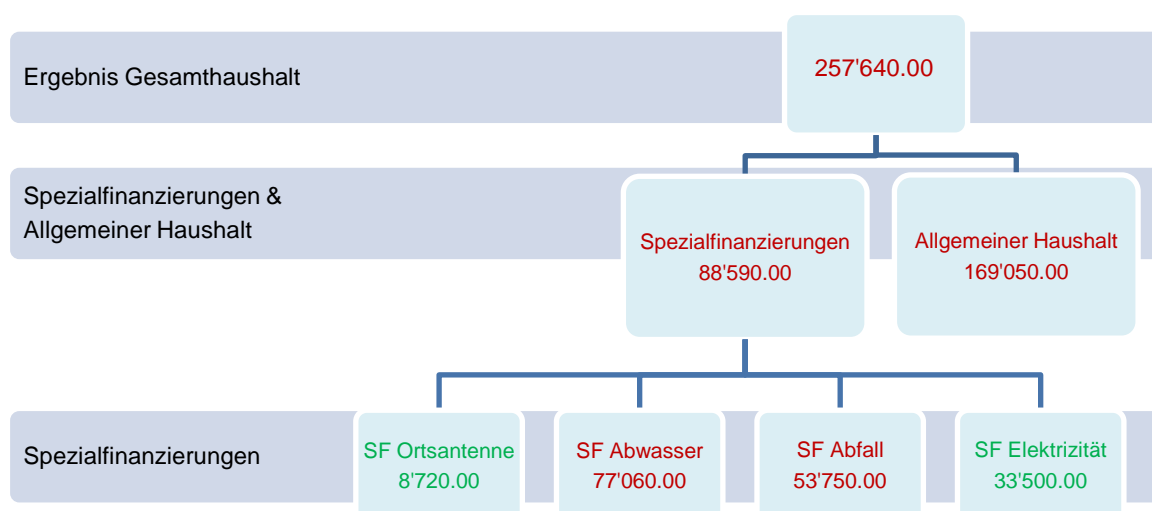 Ergebnis Gesamthaushalt
257'640.00
Spezialfinanzierungen &
Allgemeiner Haushalt
Spezialfinanzierungen
88'590.00
Allgemeiner Haushalt
169'050.00
Spezialfinanzierungen
SF Ortsantenne
8'720.00
SF Abwasser
77'060.00
SF Abfall
53'750.00
SF Elektrizität
33'500.00